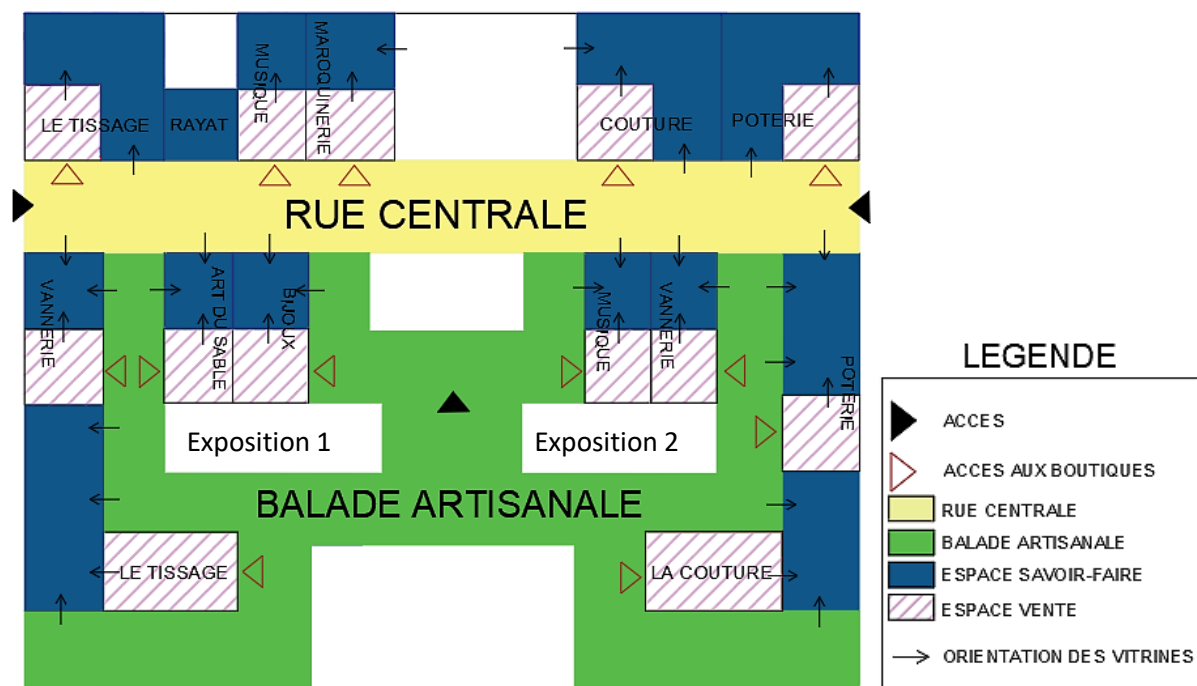 MUSIQUE
MAROQUINERIE
LE TISSAGE
RAYAT
COUTURE
POTERIE
RUE CENTRALE
VANNERIE
ART DU SABLE
BIJOUX
MUSIQUE
VANNERIE
POTERIE
Exposition 1
Exposition 2
BALADE ARTISANALE
LE TISSAGE
LA COUTURE
LEGENDE
ACCES
ACCES AUX BOUTIQUES
RUE CENTRALE
BALADE ARTISANALE
ESPACE SAVOIR-FAIRE
ESPACE VENTE
ORIENTATION DES VITRINES